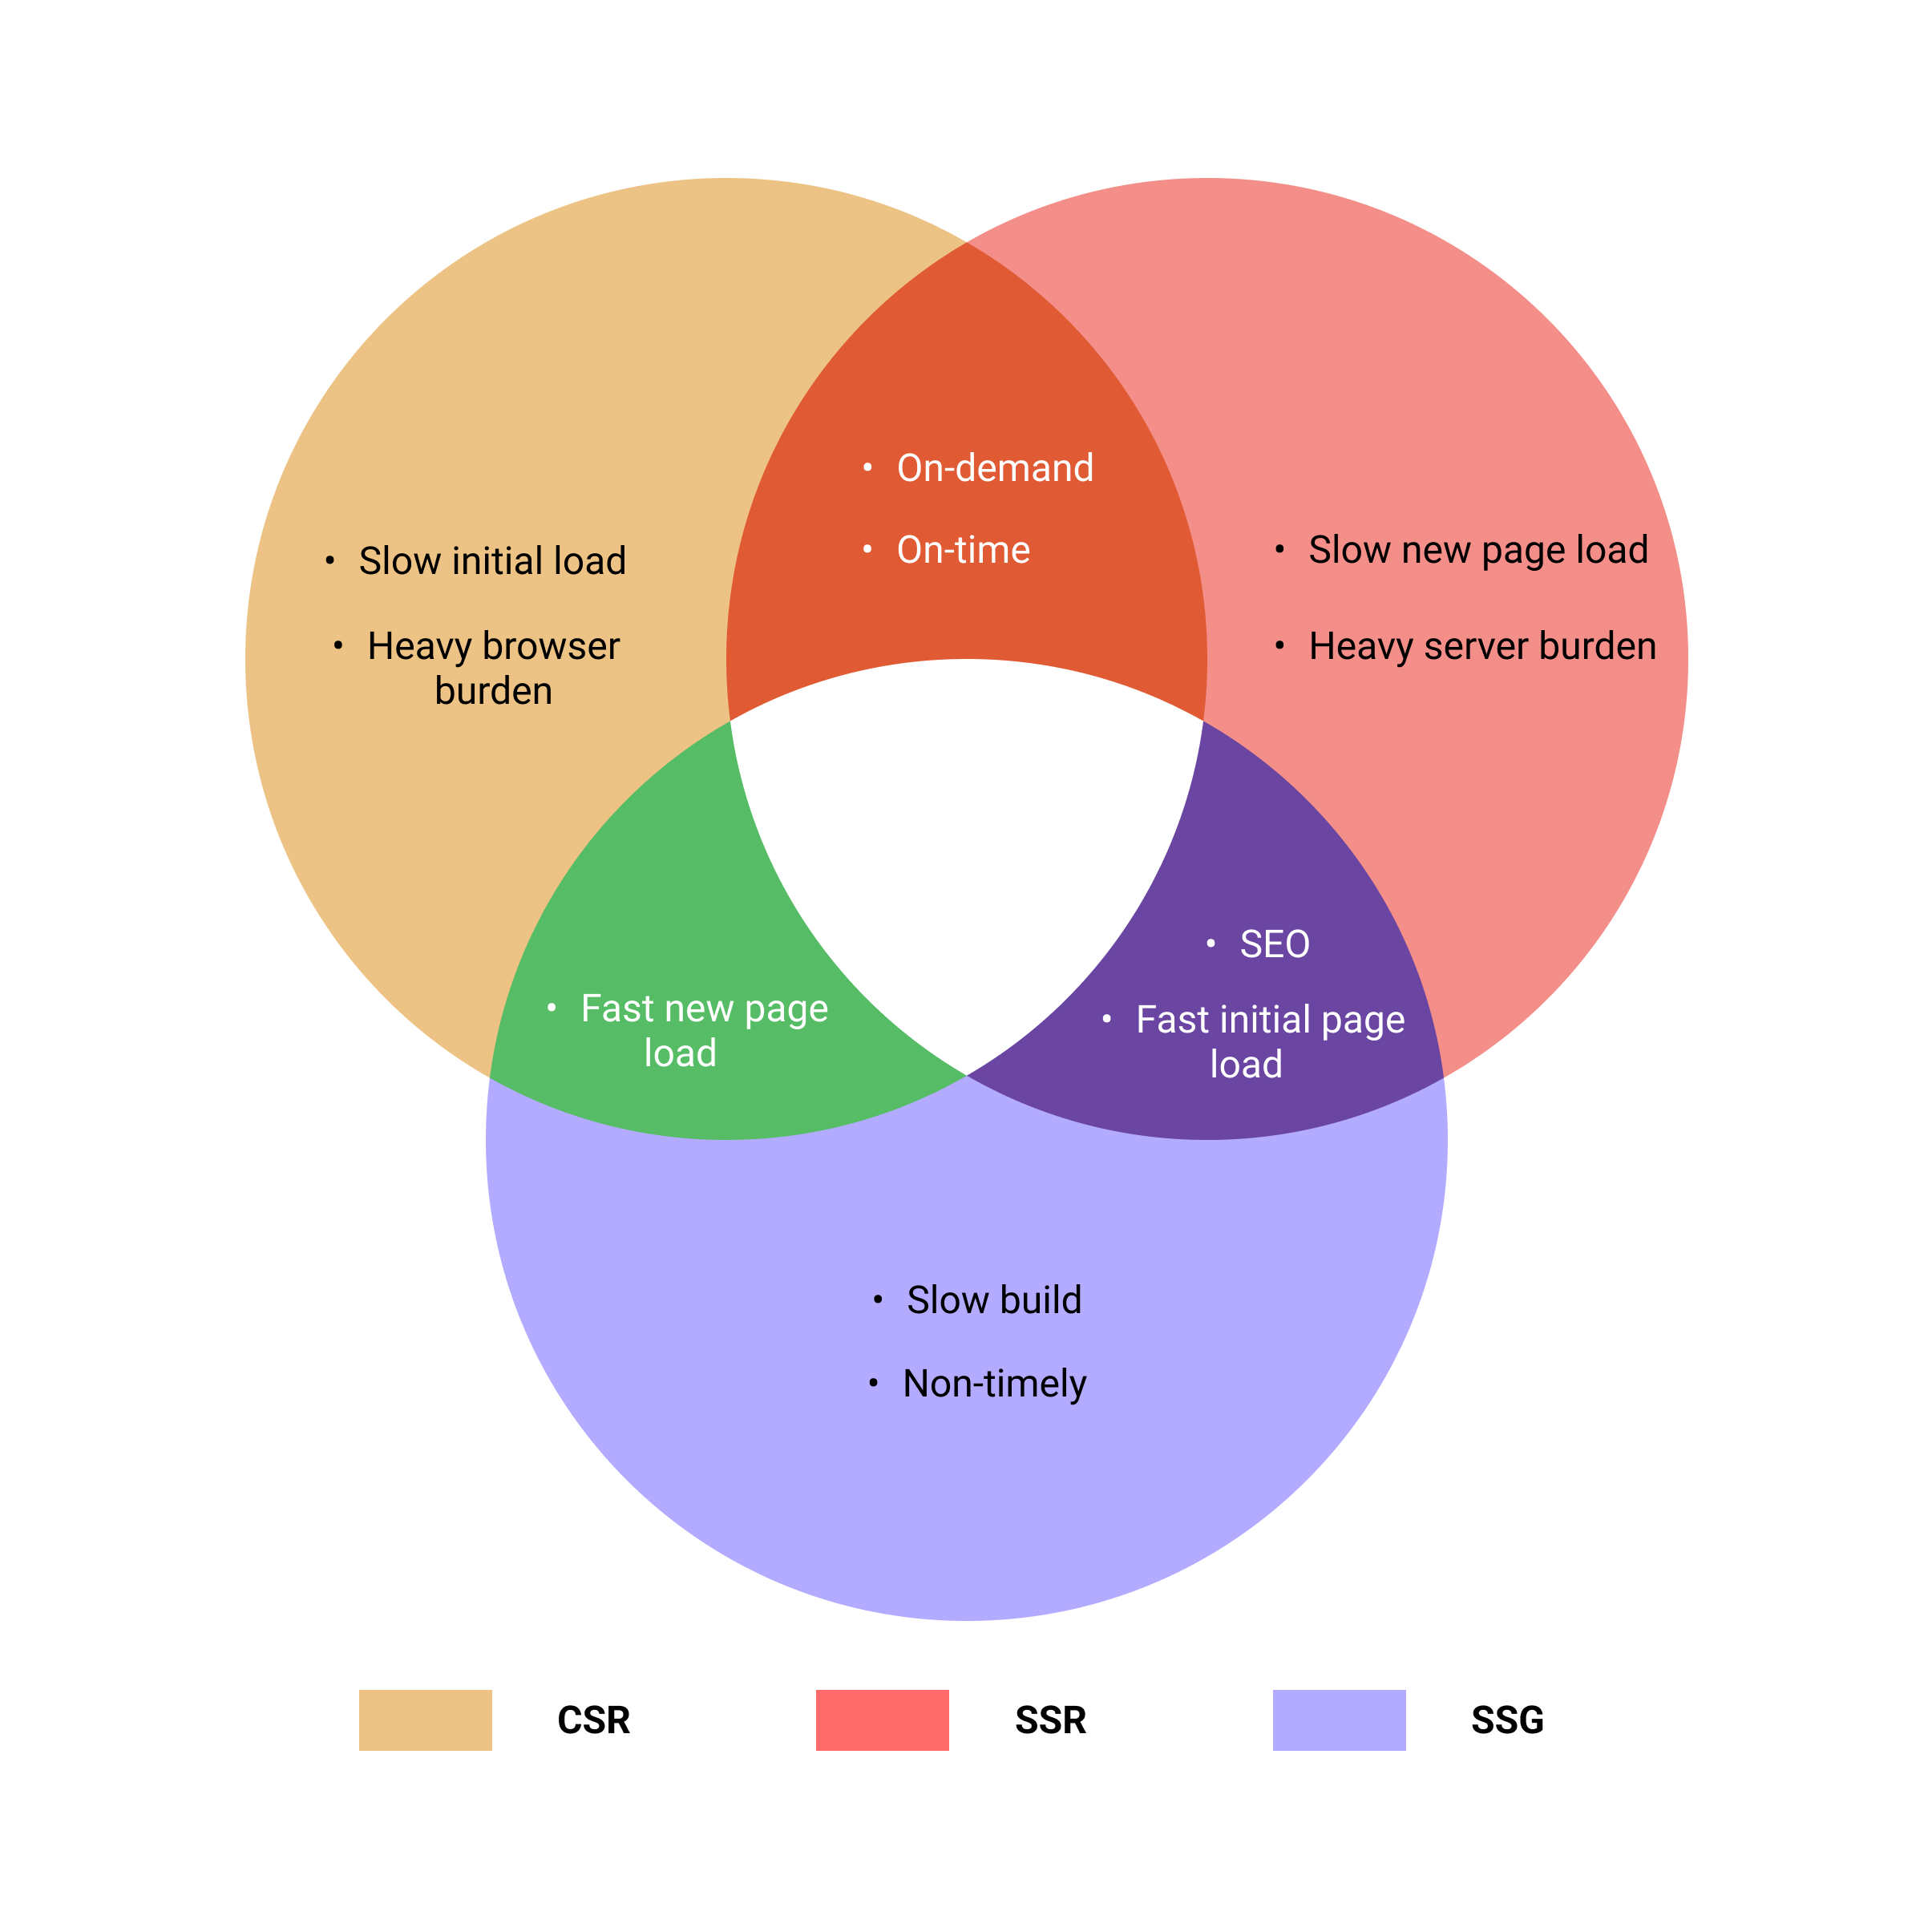 • On-demand
• On-time
• Slow initial load
• Heavy browser
burden
• Slow new page load
• Heavy server burden
• Fast new page
load
• SEO
• Fast initial page
load
• Slow build
• Non-timely
CSR
SSR
SSG